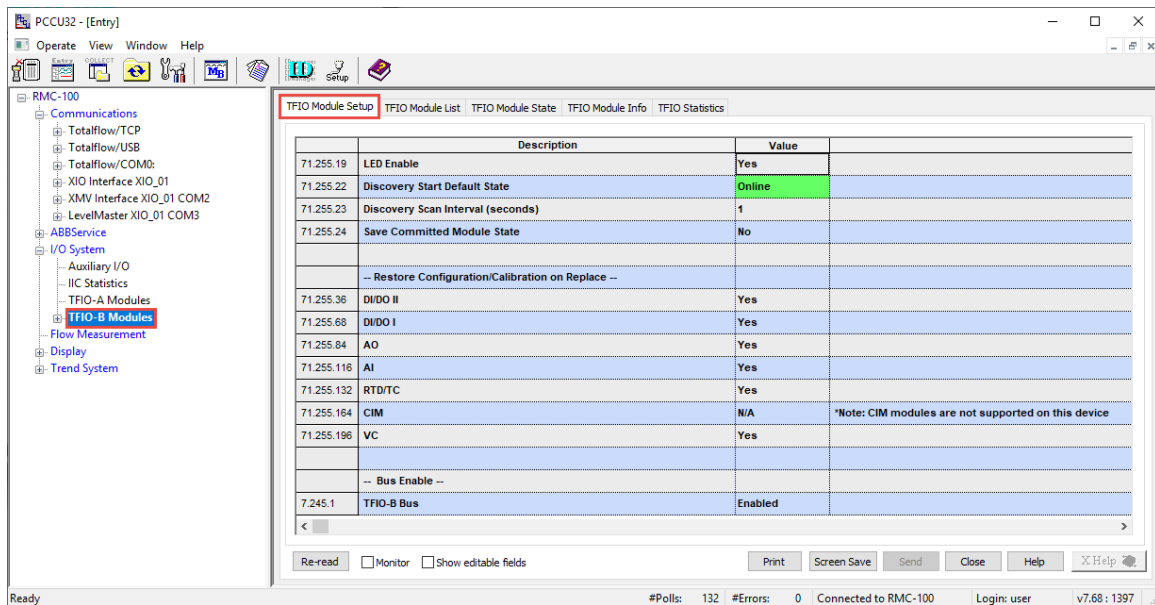 PCCU32 - [Entry]
Operate View Window Help
Entry COLLECT MB ID Setup
RMC-100
Communications
Totalflow/TCP
Totalflow/USB
Totalflow/COM0:
XIO Interface XIO_01
XMV Interface XIO_01 COM2
LevelMaster XIO_01 COM3
ABBService
I/O System
Auxiliary I/O
IIC Statistics
TFIO-A Modules
TFIO-B Modules
Flow Measurement
Display
Trend System
TFIO Module Setup TFIO Module List TFIO Module State TFIO Module Info TFIO Statistics
Description Value
71.255.19 LED Enable Yes
71.255.22 Discovery Start Default State Online
71.255.23 Discovery Scan Interval (seconds) 1
71.255.24 Save Committed Module State No
-- Restore Configuration/Calibration on Replace --
71.255.36 DI/DO II Yes
71.255.68 DI/DO I Yes
71.255.84 AO Yes
71.255.116 AI Yes
71.255.132 RTD/TC Yes
71.255.164 CIM N/A *Note: CIM modules are not supported on this device
71.255.196 VC Yes
-- Bus Enable --
7.245.1 TFIO-B Bus Enabled
Re-read Monitor Show editable fields Print Screen Save Send Close Help X Help
Ready #Polls: 132 #Errors: 0 Connected to RMC-100 Login: user v7.68 : 1397